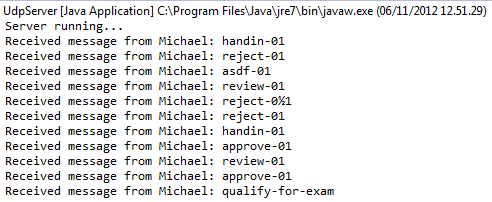 UdpServer [Java Application] C:\Program Files\Java\jre7\bin\javaw.exe (06/11/2012 12.51.29)
Server running...
Received message from Michael: handin-01
Received message from Michael: reject-01
Received message from Michael: asdf-01
Received message from Michael: review-01
Received message from Michael: reject-0%1
Received message from Michael: reject-01
Received message from Michael: handin-01
Received message from Michael: approve-01
Received message from Michael: review-01
Received message from Michael: approve-01
Received message from Michael: qualify-for-exam